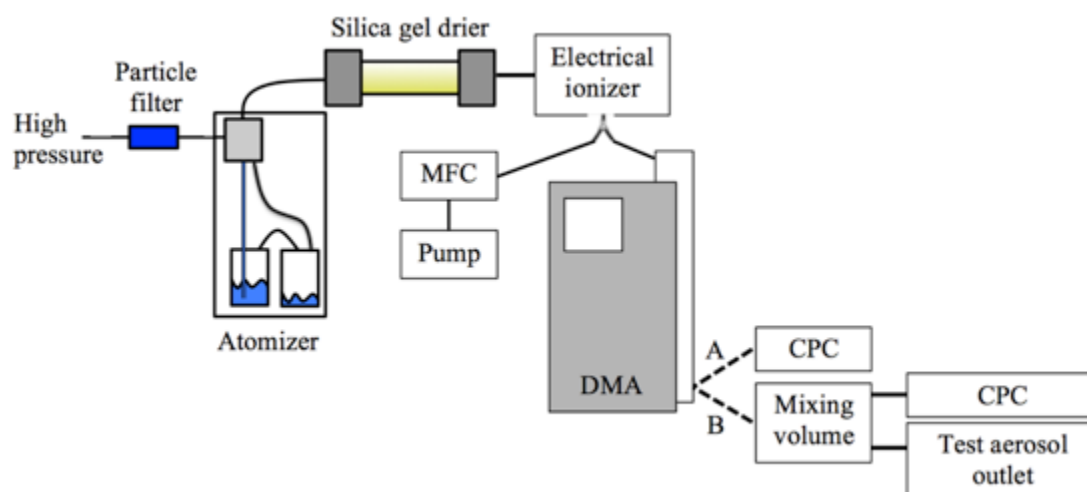 Silica gel drier
Particle
filter
Electrical
ionizer
High
pressure
MFC
Pump
Atomizer
DMA
A
B
CPC
Mixing
volume
CPC
Test aerosol
outlet